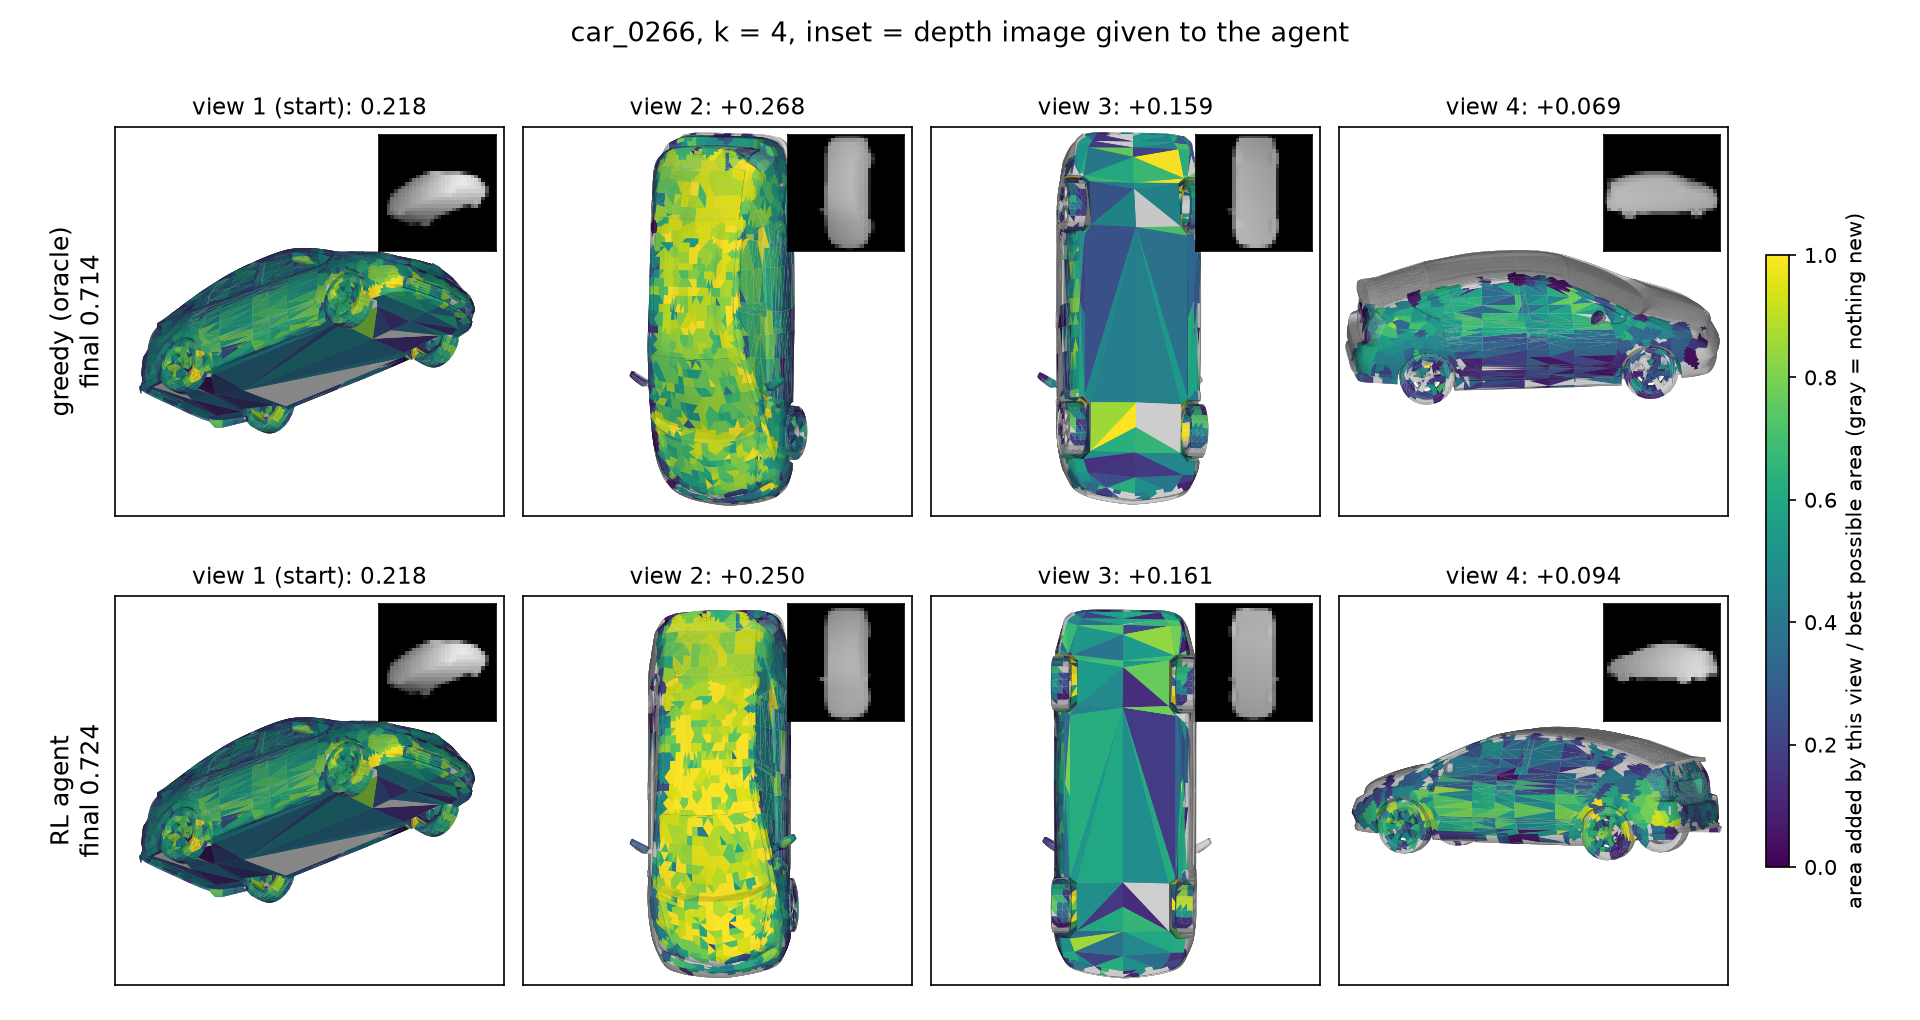 car_0266, k = 4, inset = depth image given to the agent
view 1 (start): 0.218
view 2: +0.268
view 3: +0.159
view 4: +0.069
greedy (oracle)
final 0.714
view 1 (start): 0.218
view 2: +0.250
view 3: +0.161
view 4: +0.094
RL agent
final 0.724
1.0
0.8
0.6
0.4
0.2
0.0
area added by this view / best possible area (gray = nothing new)